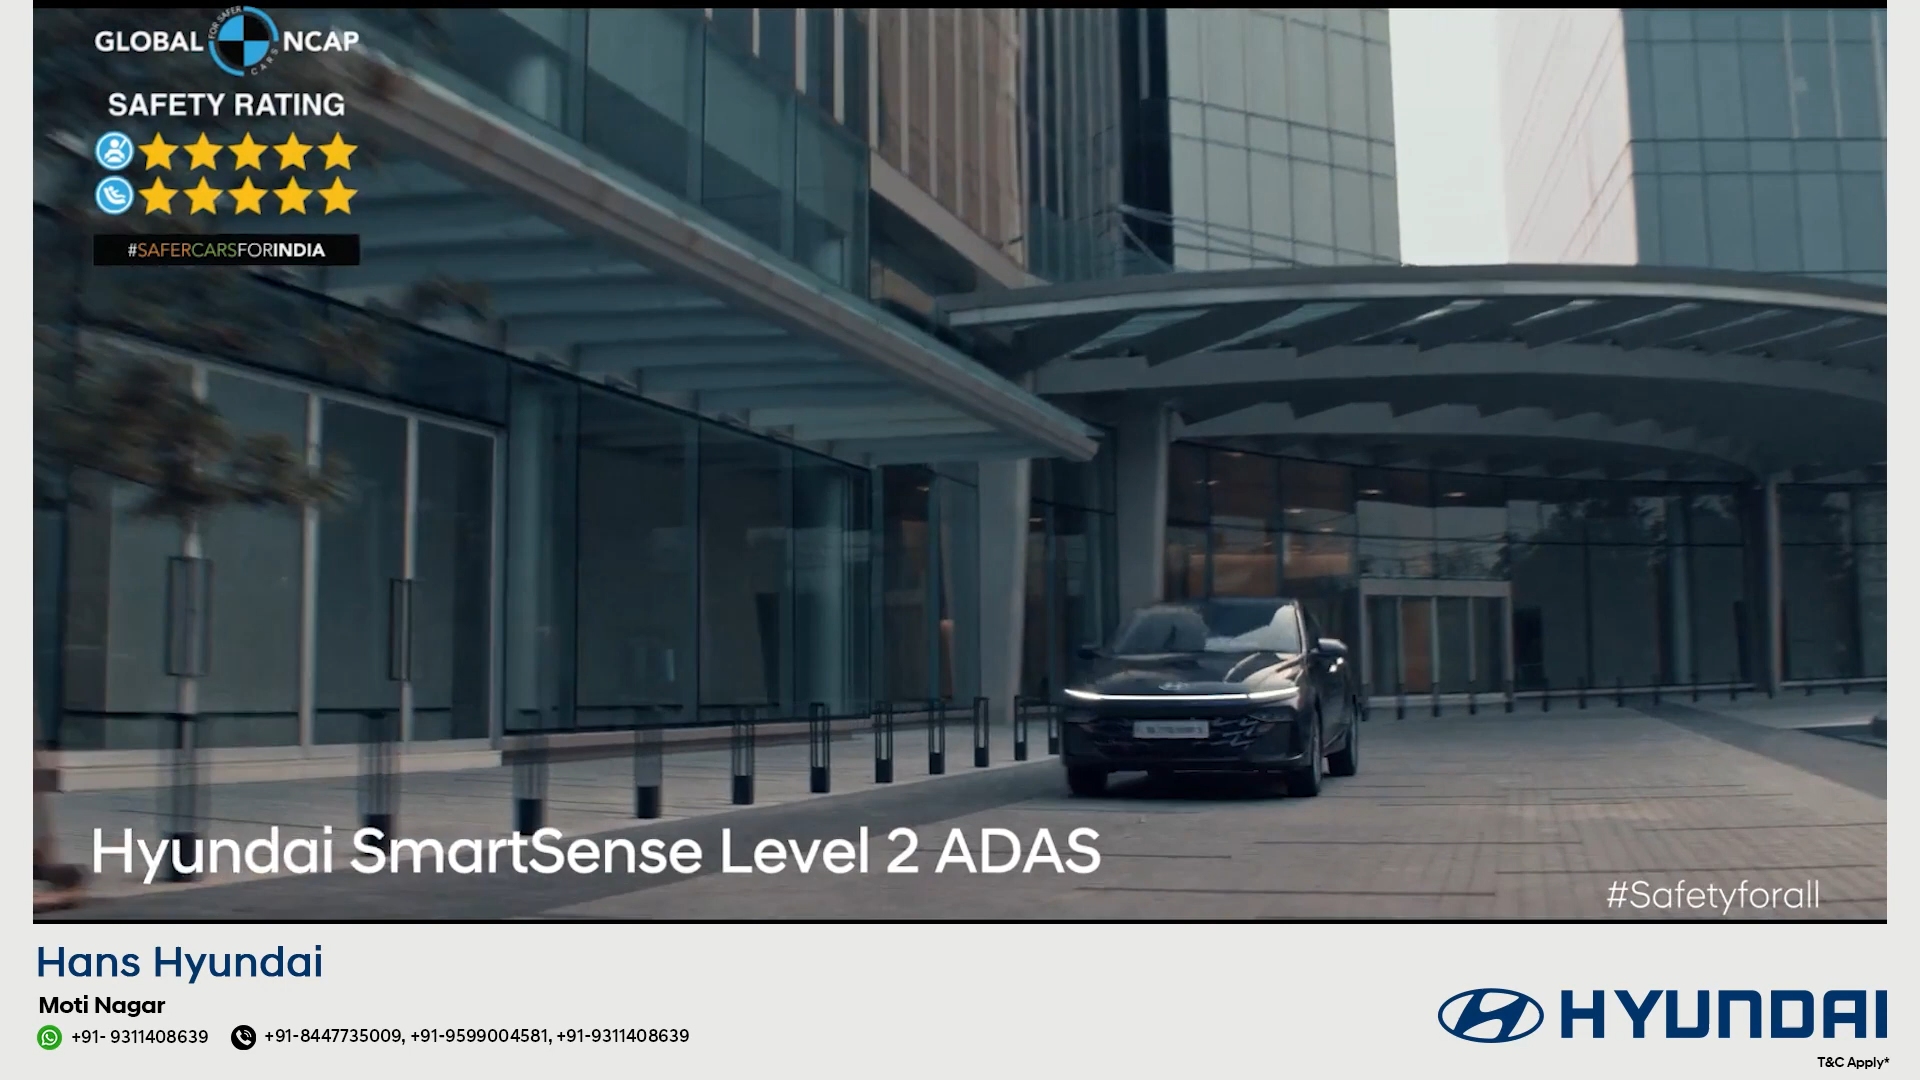 GLOBAL NCAP
FOR SAFER CARS
SAFETY RATING
#SAFERCARSFORINDIA
Hyundai SmartSense Level 2 ADAS
#Safetyforall
Hans Hyundai
Moti Nagar
+91- 9311408639 +91-8447735009, +91-9599004581, +91-9311408639
HYUNDAI
T&C Apply*